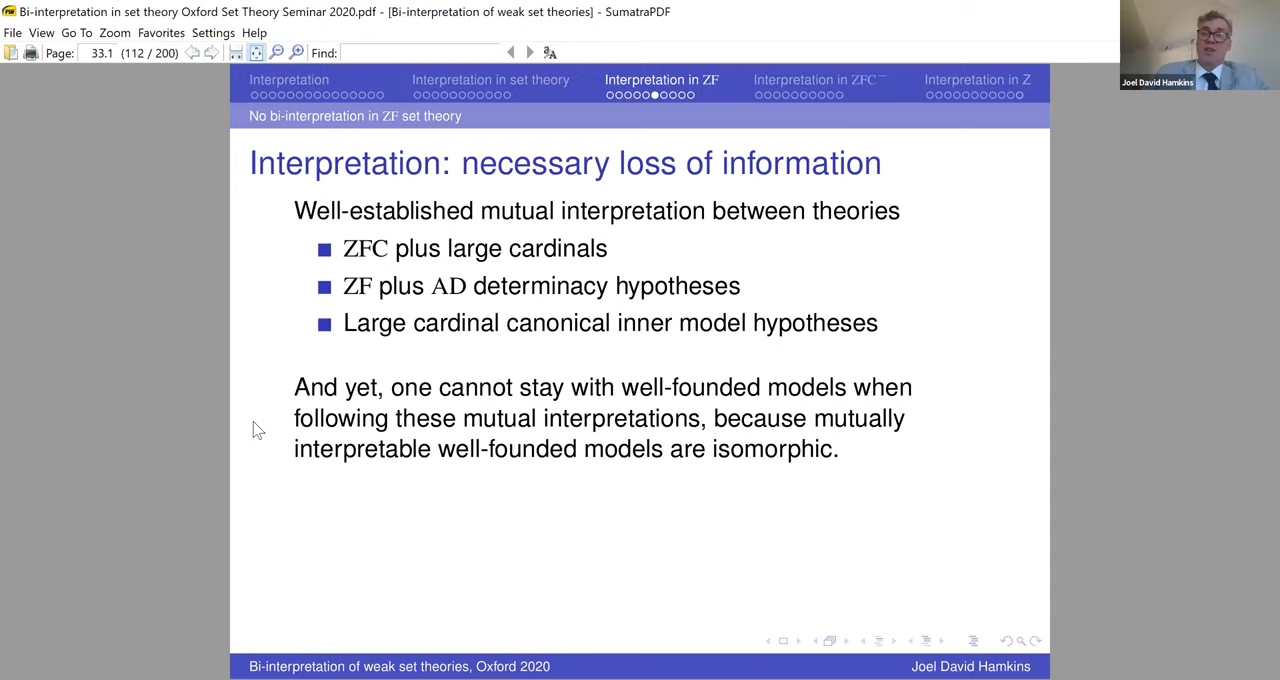 Bi-interpretation in set theory Oxford Set Theory Seminar 2020.pdf - [Bi-interpretation of weak set theories] - SumatraPDF
File View Go To Zoom Favorites Settings Help
Page: 33.1 (112 / 200) Find:
Joel David Hamkins
Interpretation Interpretation in set theory Interpretation in ZF Interpretation in ZFC⁻ Interpretation in Z
No bi-interpretation in ZF set theory
Interpretation: necessary loss of information
Well-established mutual interpretation between theories
ZFC plus large cardinals
ZF plus AD determinacy hypotheses
Large cardinal canonical inner model hypotheses
And yet, one cannot stay with well-founded models when
following these mutual interpretations, because mutually
interpretable well-founded models are isomorphic.
Bi-interpretation of weak set theories, Oxford 2020 Joel David Hamkins